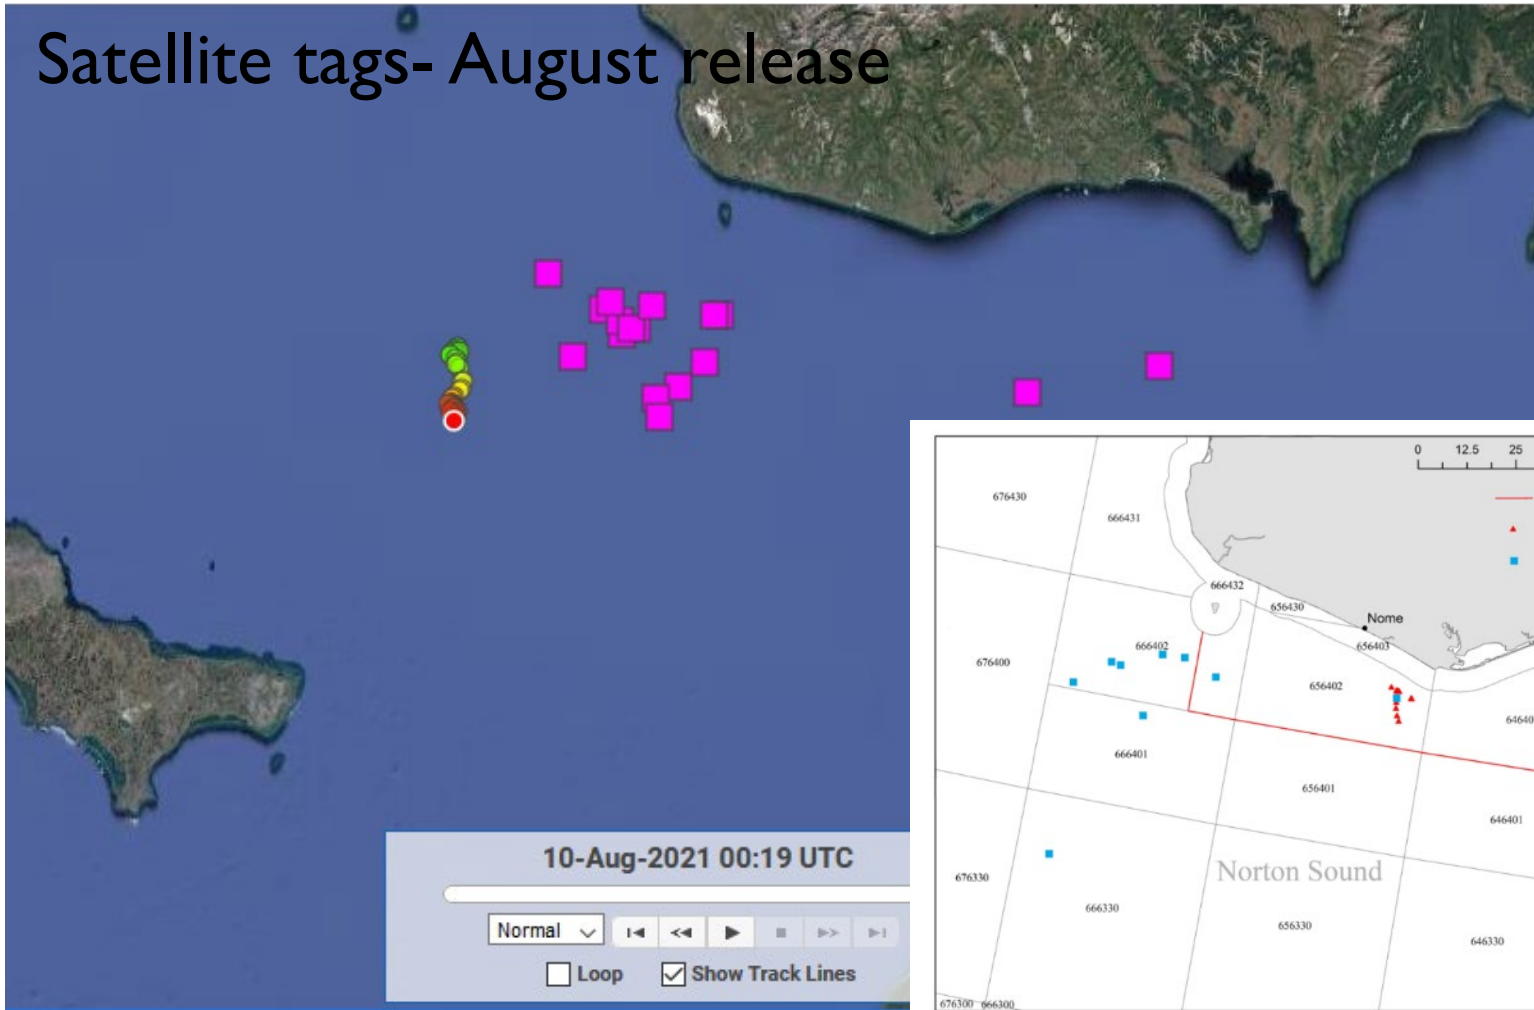 Satellite tags- August release
10-Aug-2021 00:19 UTC
Normal
Loop
Show Track Lines
0 12.5 25
676430
666431
666432
656430
Nome
656403
666402
676400
656402
64640
666401
656401
646401
Norton Sound
676330
666330
656330
646330
676300 666300